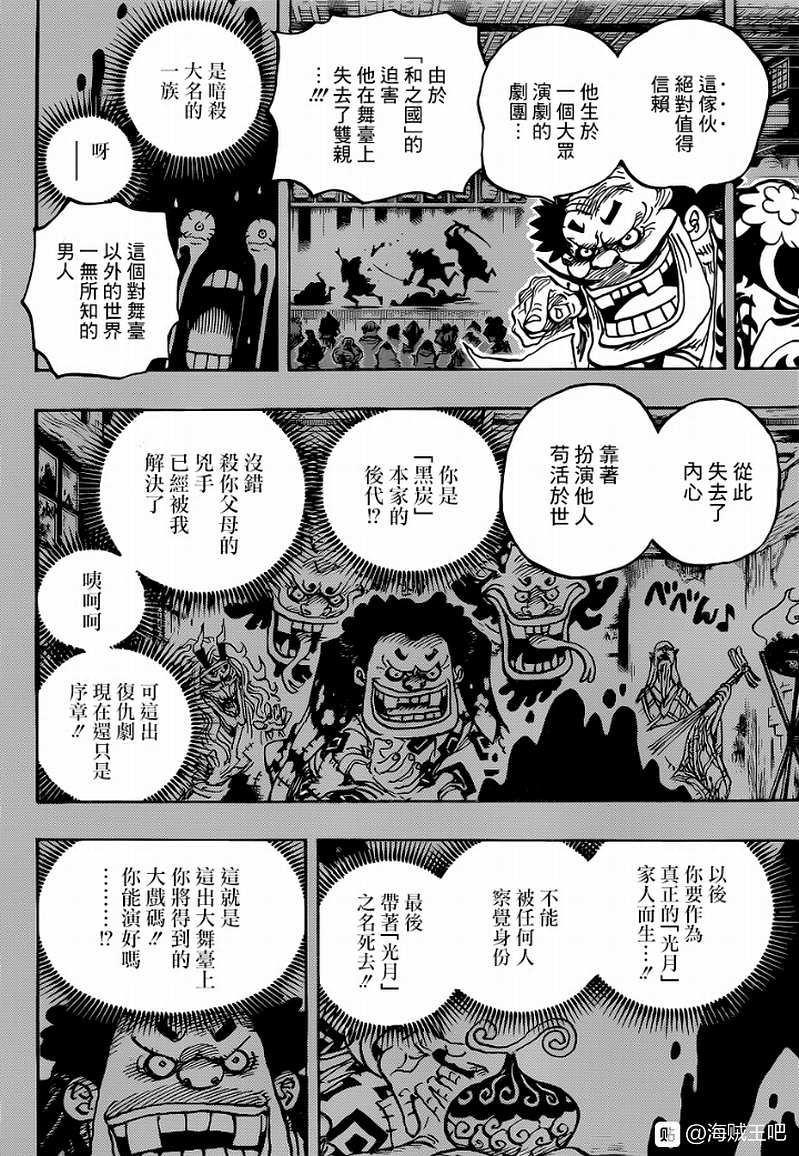 這傢伙
絕對值得
信賴
他生於
一個大眾
演劇的
劇團…
由於
「和之國」的
迫害
他在舞臺上
失去了雙親
…!!!
是暗殺
大名的
一族
呀
—
這個對舞臺
以外的世界
一無所知的
男人
從此
失去了
內心
靠著
扮演他人
苟活於世
你是
「黑炭」
本家的
後代!?
沒錯
殺你父母的
兇手
已經被我
解決了
咦呵呵
可這出
復仇劇
現在還只是
序章!!
べべん♪
以後
你要作為
真正的「光月」
家人而生…!!
不能
被任何人
察覺身份
最後
帶著「光月」
之名死去!!
這就是
這出大舞臺上
你將得到的
大戲碼!!
你能演好嗎
………!?
貼 @海贼王吧